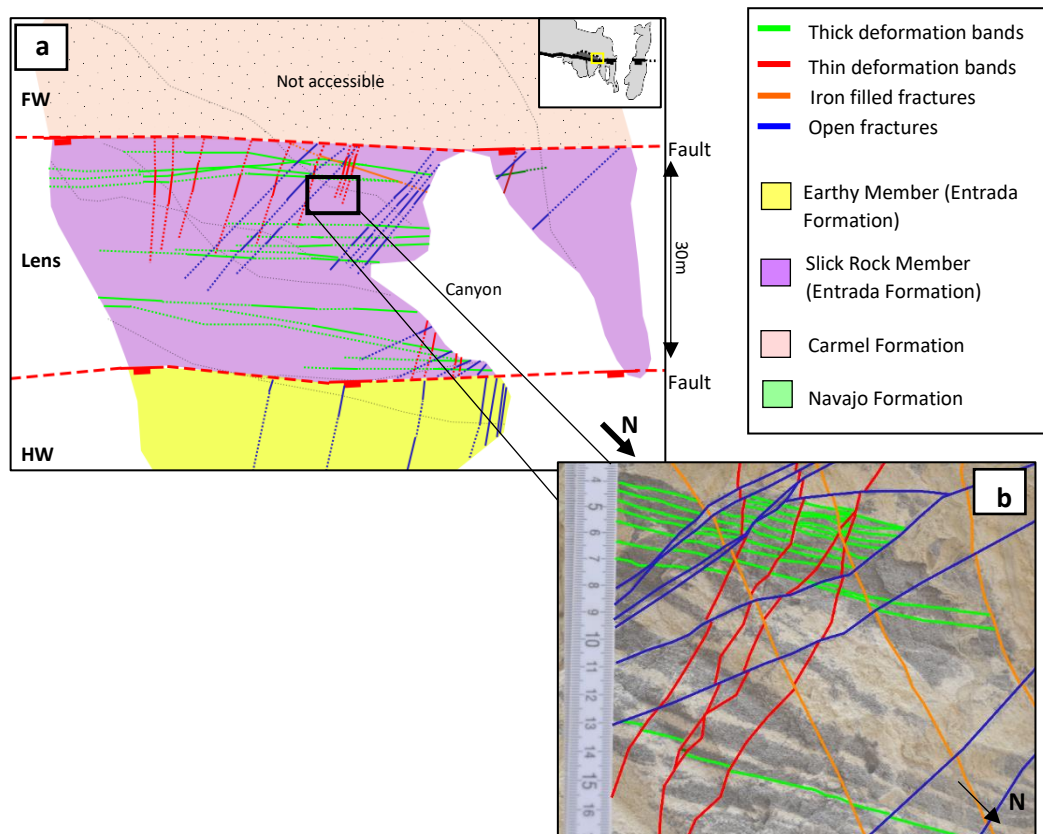 a
Not accessible
FW
Fault
Lens
30m
Canyon
Fault
N
HW
Thick deformation bands
Thin deformation bands
Iron filled fractures
Open fractures
Earthy Member (Entrada
Formation)
Slick Rock Member
(Entrada Formation)
Carmel Formation
Navajo Formation
b
4
5
6
7
8
9
10
11
12
13
14
15
16
N